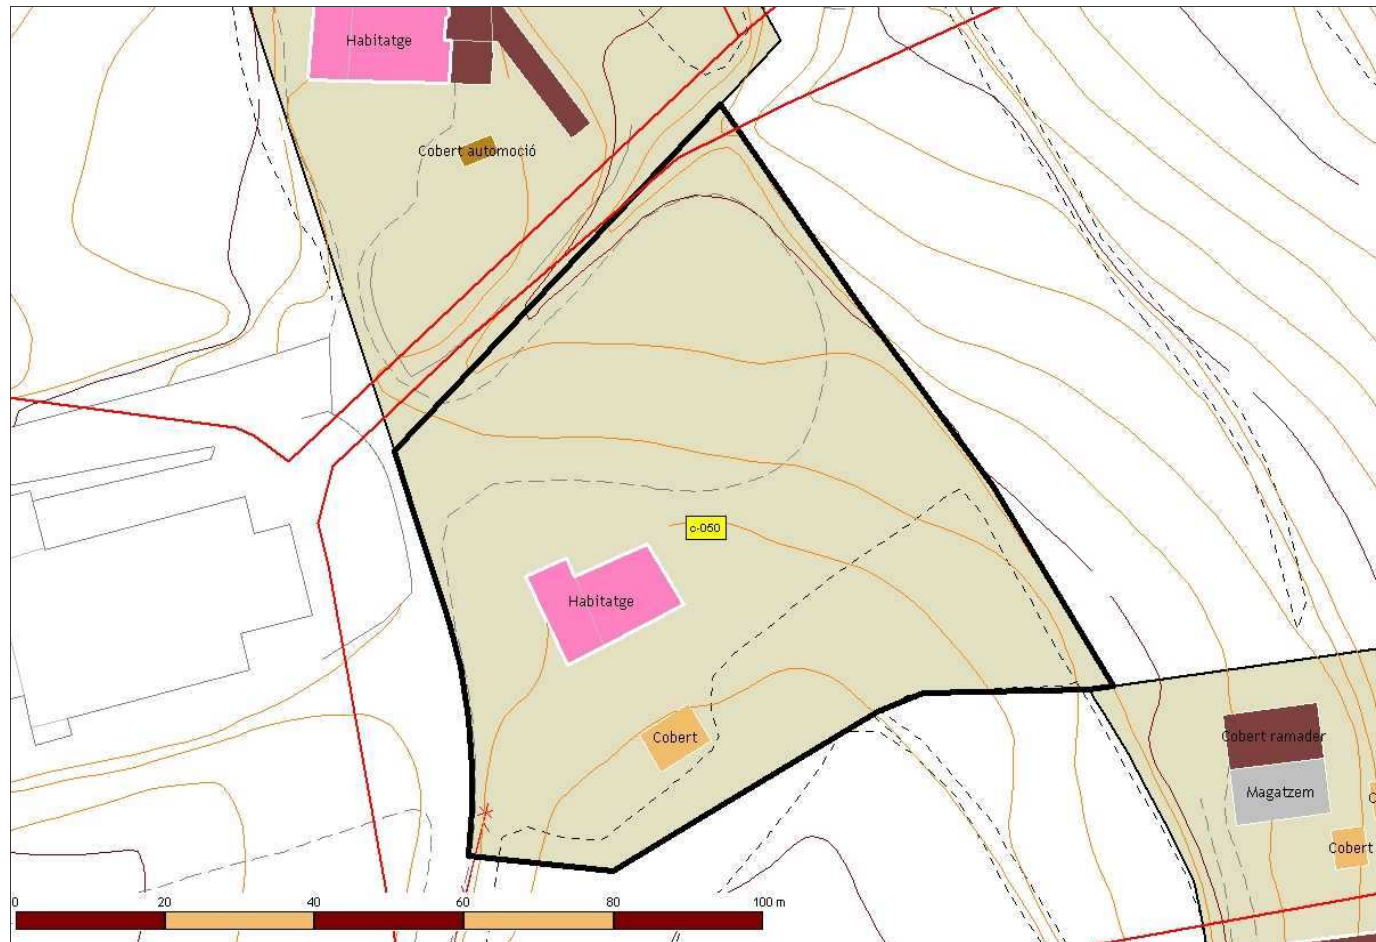 Habitatge
Cobert automoció
c-050
Habitatge
Cobert
Cobert ramader
Magatzem
C
Cobert
0 20 40 60 80 100 m